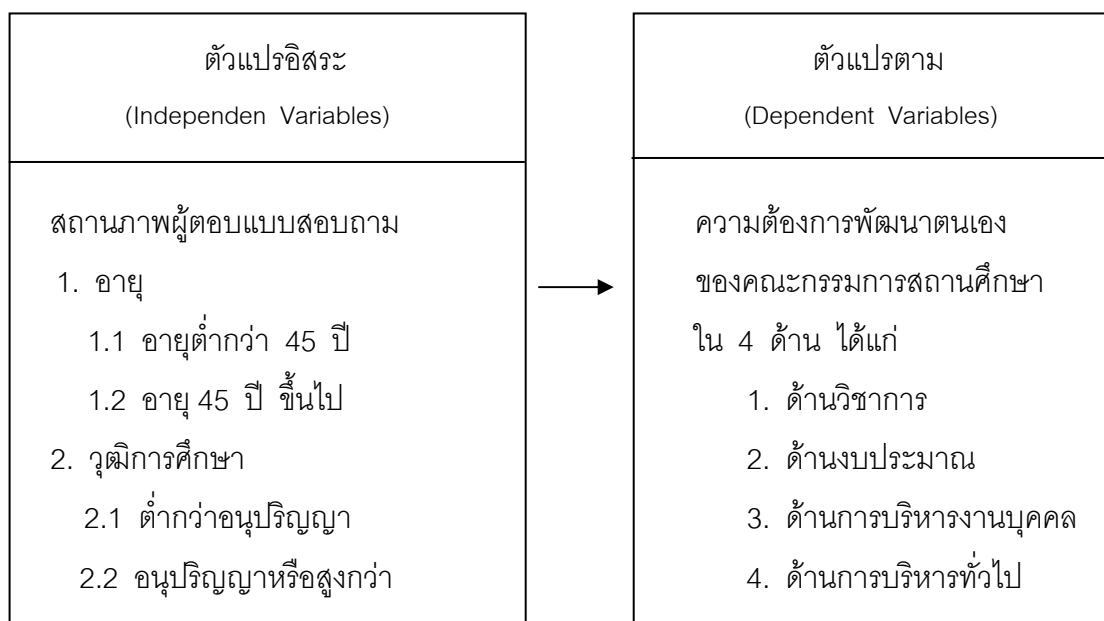 ตัวแปรอิสระ
(Independen Variables)
สถานภาพผู้ตอบแบบสอบถาม
1. อายุ
1.1 อายุต่ำกว่า 45 ปี
1.2 อายุ 45 ปี ขึ้นไป
2. วุฒิการศึกษา
2.1 ต่ำกว่าอนุปริญญา
2.2 อนุปริญญาหรือสูงกว่า
ตัวแปรตาม
(Dependent Variables)
ความต้องการพัฒนาตนเอง
ของคณะกรรมการสถานศึกษา
ใน 4 ด้าน ได้แก่
1. ด้านวิชาการ
2. ด้านงบประมาณ
3. ด้านการบริหารงานบุคคล
4. ด้านการบริหารทั่วไป